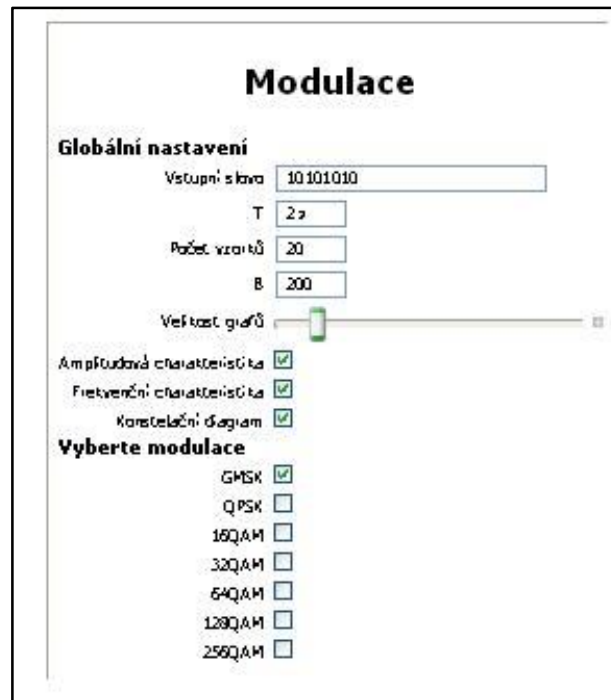 Modulace
Globální nastavení
Vstupní slovo 10101010
T 2 s
Počet vzorků 20
B 200
Velikost grafů
Amplitudová charakteristika
Frekvenční charakteristika
Konstelační diagram
Vyberte modulace
GMSK
QPSK
16QAM
32QAM
64QAM
128QAM
256QAM